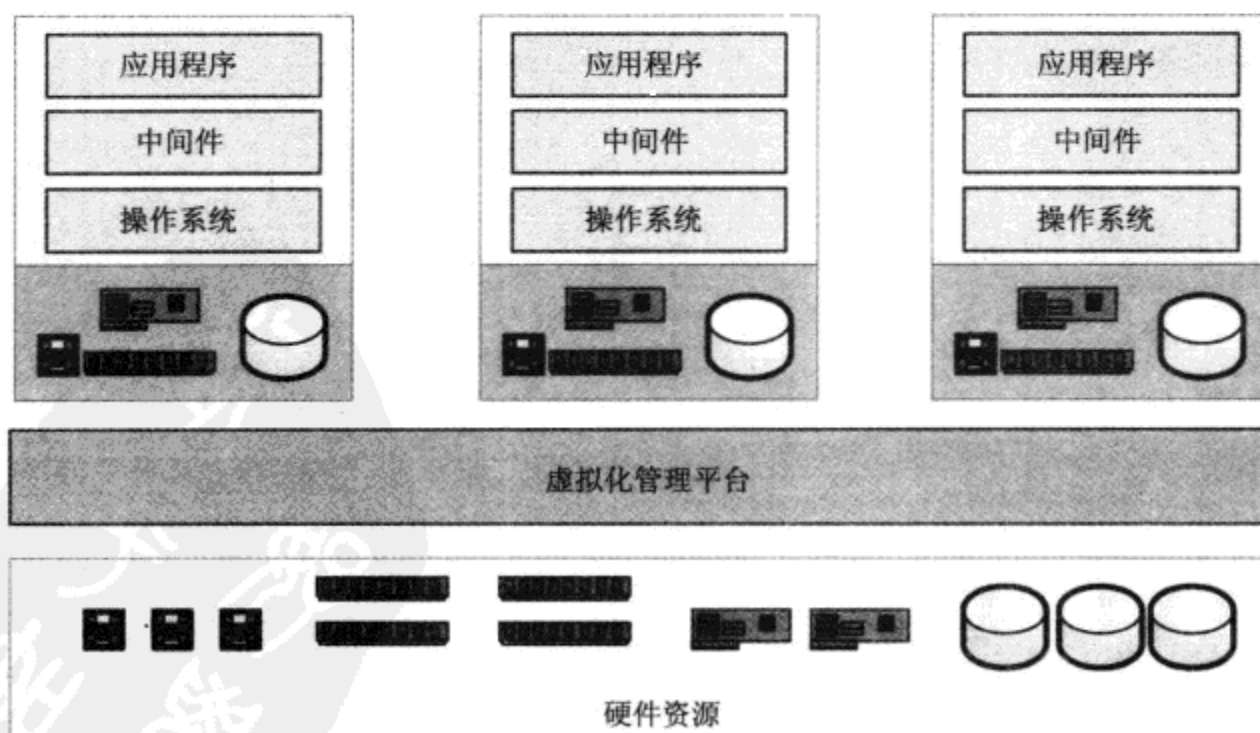 应用程序
应用程序
应用程序
中间件
中间件
中间件
操作系统
操作系统
操作系统
虚拟化管理平台
硬件资源